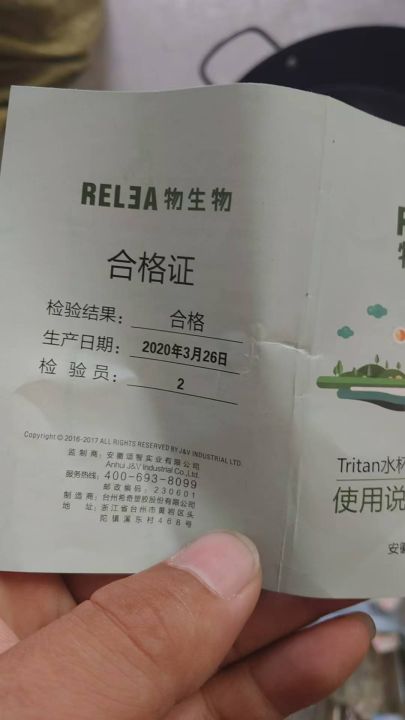 RELEA 物生物
合格证
检验结果： 合格
生产日期： 2020年3月26日
检 验 员： 2
Copyright © 2016-2017 ALL RIGHTS RESERVED BY J&V INDUSTRIAL LTD.
监 制 商：安徽颂智实业有限公司
Anhui J&V Industrial Co.,Ltd.
服务热线：400-693-8099
邮政编码：230601
制 造 商：台州希奇塑胶股份有限公司
地 址：浙江省台州市黄岩区头
陀镇溪东村468号
Tritan水杯
使用说
安徽